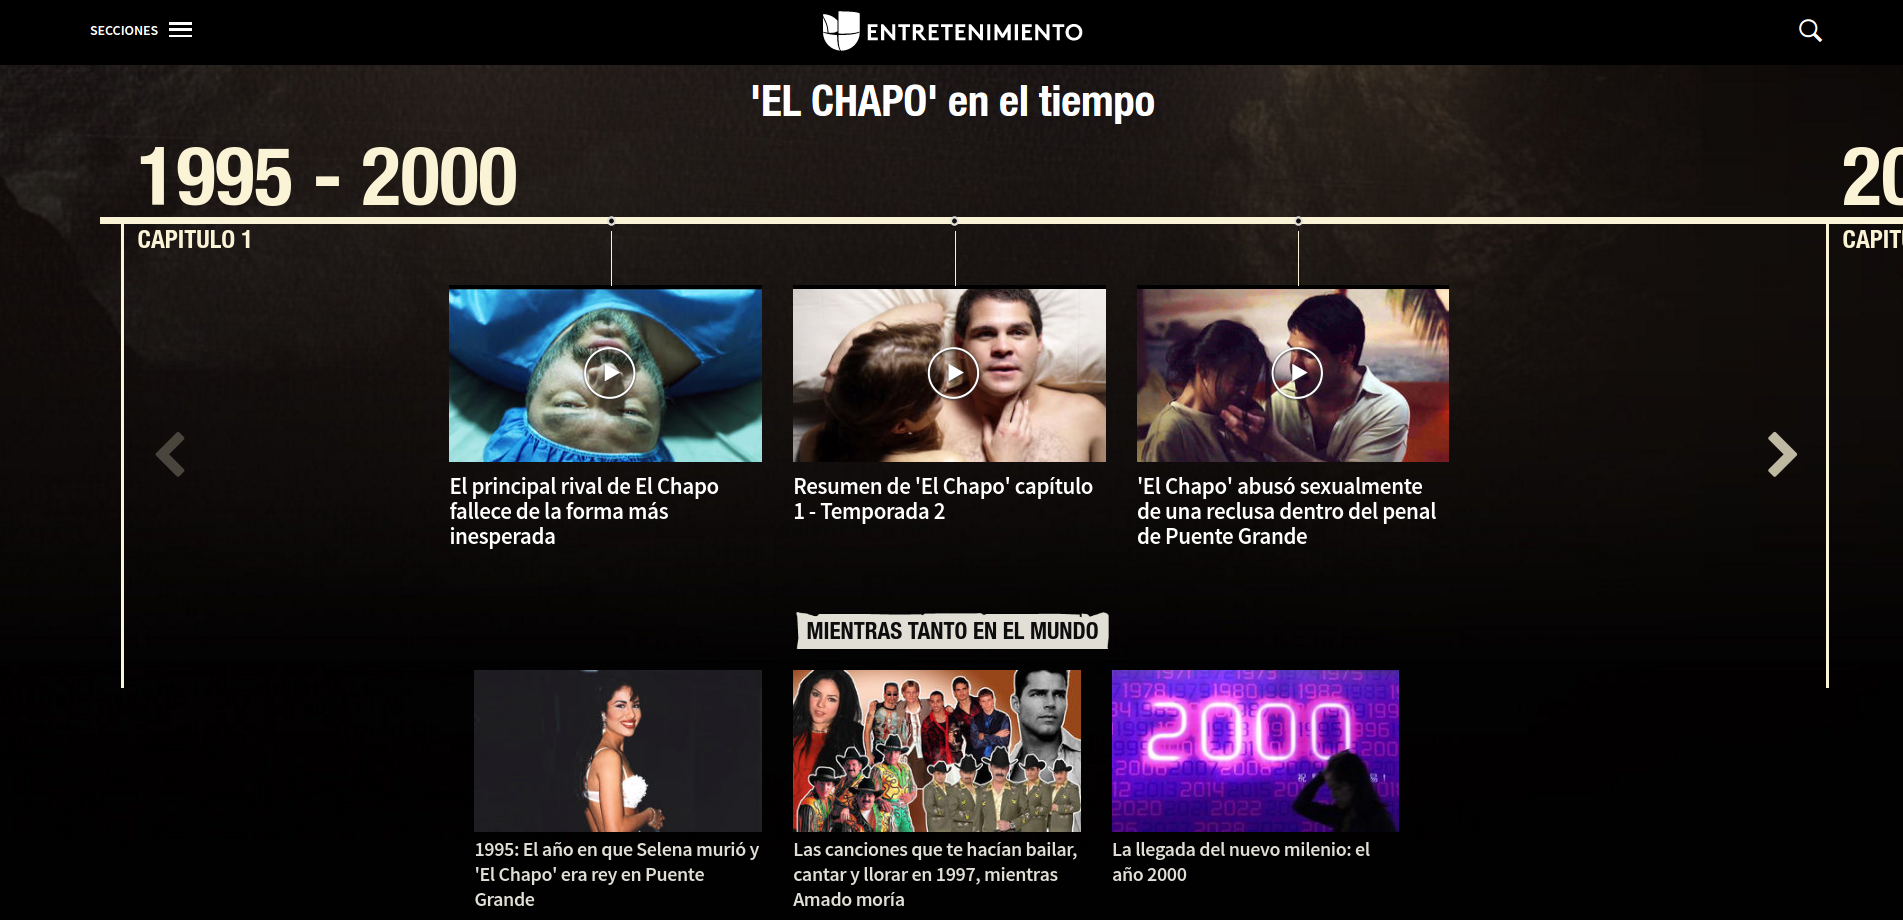 SECCIONES
ENTRETENIMIENTO
'EL CHAPO' en el tiempo
1995 - 2000
20
CAPITULO 1
CAPIT
El principal rival de El Chapo
fallece de la forma más
inesperada
Resumen de 'El Chapo' capítulo
1 - Temporada 2
'El Chapo' abusó sexualmente
de una reclusa dentro del penal
de Puente Grande
MIENTRAS TANTO EN EL MUNDO
2000
1995: El año en que Selena murió y
'El Chapo' era rey en Puente
Grande
Las canciones que te hacían bailar,
cantar y llorar en 1997, mientras
Amado moría
La llegada del nuevo milenio: el
año 2000